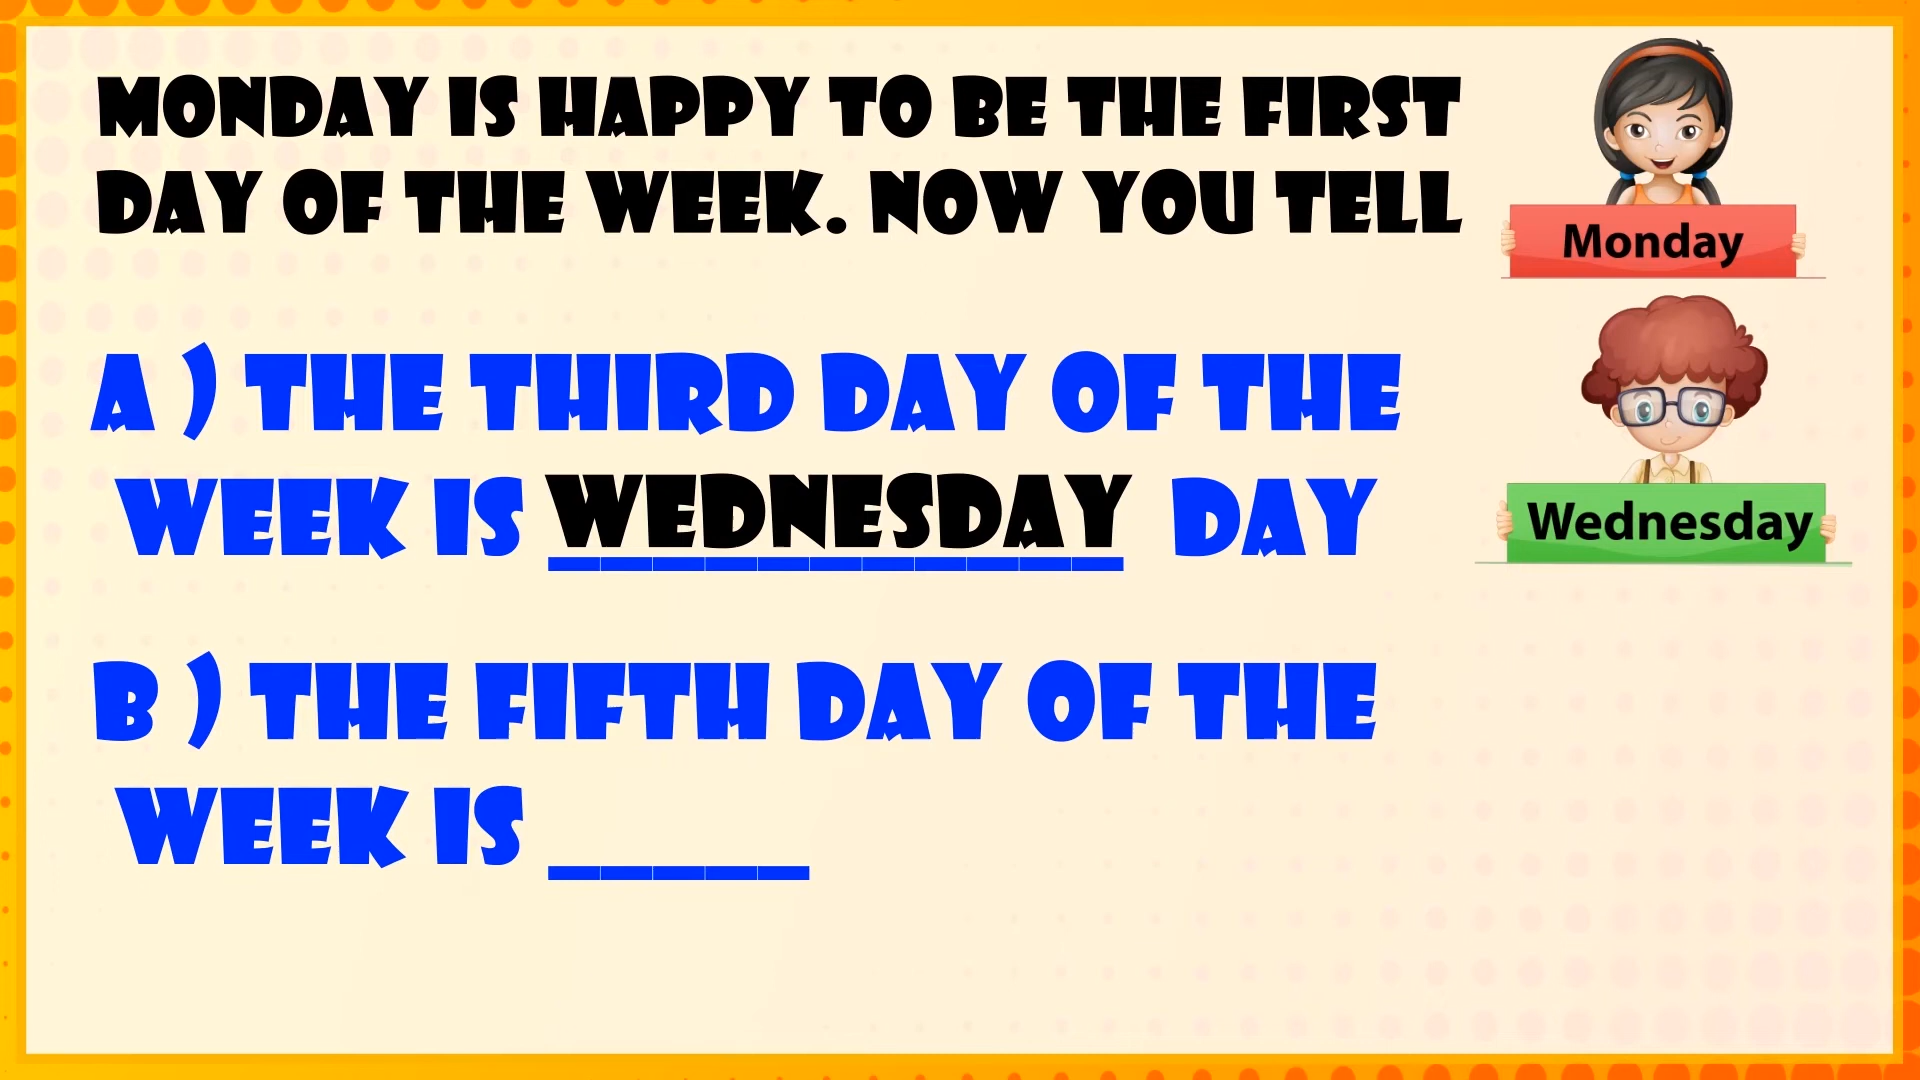 MONDAY IS HAPPY TO BE THE FIRST
DAY OF THE WEEK. NOW YOU TELL
Monday
A ) THE THIRD DAY OF THE
WEEK IS WEDNESDAY DAY
Wednesday
B ) THE FIFTH DAY OF THE
WEEK IS _____